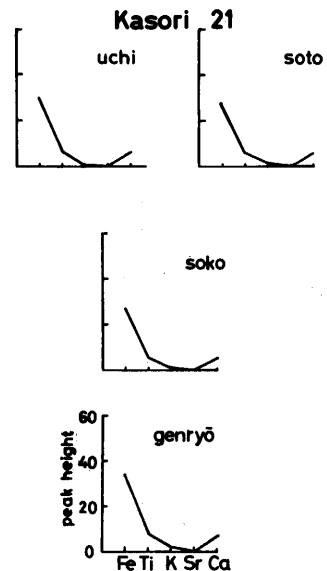 Kasori 21
uchi
soto
soko
genryō
peak height
60
40
20
0
Fe Ti K Sr Ca